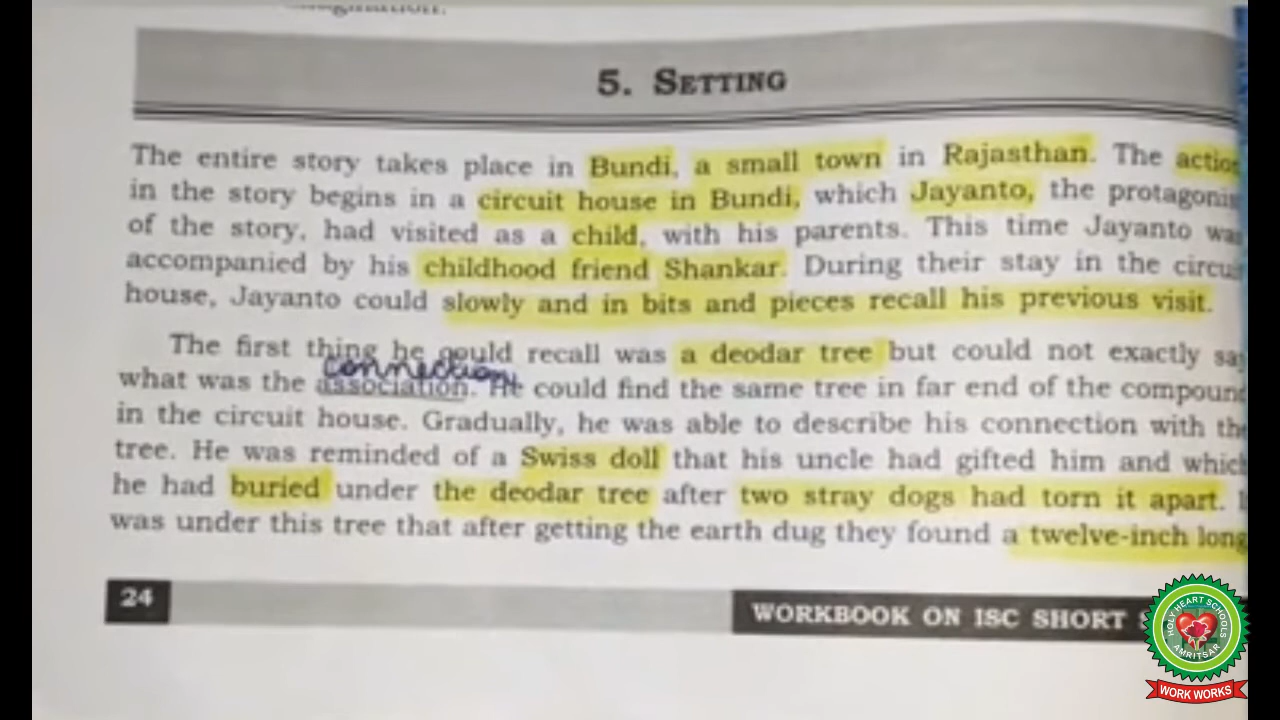 5. SETTING
The entire story takes place in Bundi, a small town in Rajasthan. The actio
in the story begins in a circuit house in Bundi, which Jayanto, the protagonis
of the story, had visited as a child, with his parents. This time Jayanto wa
accompanied by his childhood friend Shankar. During their stay in the circui
house, Jayanto could slowly and in bits and pieces recall his previous visit.
The first thing he could recall was a deodar tree but could not exactly say
connection
what was the association. He could find the same tree in far end of the compound
in the circuit house. Gradually, he was able to describe his connection with the
tree. He was reminded of a Swiss doll that his uncle had gifted him and which
he had buried under the deodar tree after two stray dogs had torn it apart. I
was under this tree that after getting the earth dug they found a twelve-inch long
24
WORKBOOK ON ISC SHORT
HOLY HEART SCHOOLS
AMRITSAR
WORK WORKS